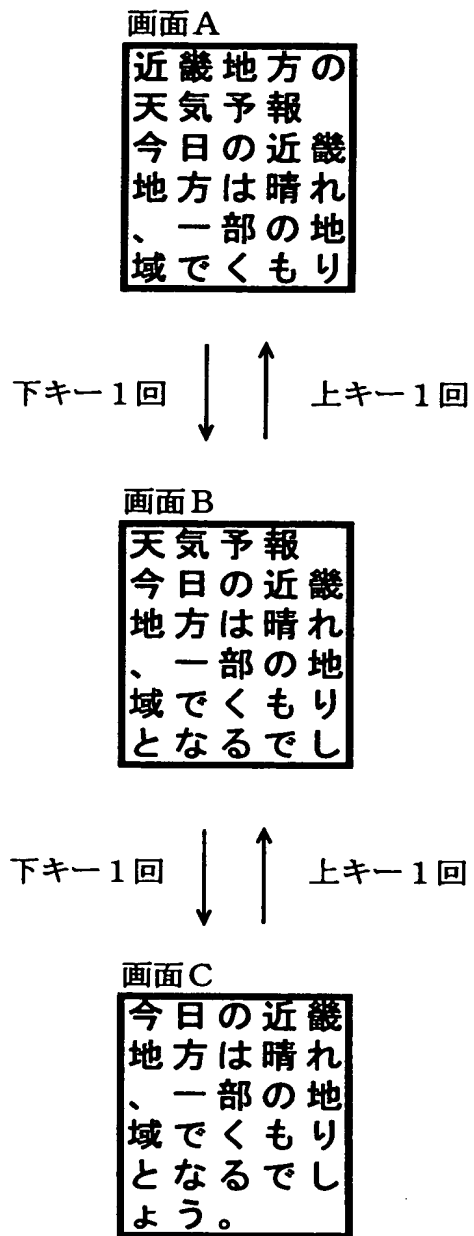 画面A
近畿地方の
天気予報
今日の近畿
地方は晴れ
、一部の地
域でくもり
下キー1回
上キー1回
画面B
天気予報
今日の近畿
地方は晴れ
、一部の地
域でくもり
となるでし
下キー1回
上キー1回
画面C
今日の近畿
地方は晴れ
、一部の地
域でくもり
となるでし
ょう。